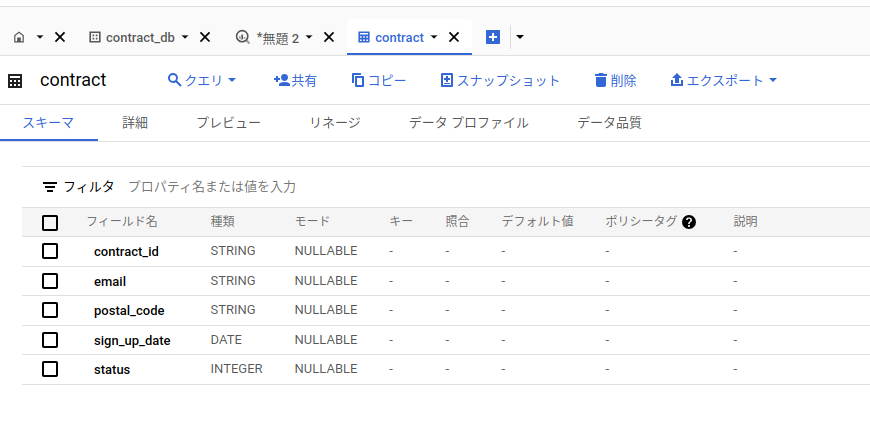 contract_db *無題 2 contract
contract クエリ 共有 コピー スナップショット 削除 エクスポート
スキーマ 詳細 プレビュー リネージ データ プロファイル データ品質
フィルタ プロパティ名または値を入力
フィールド名 種類 モード キー 照合 デフォルト値 ポリシータグ ? 説明
contract_id STRING NULLABLE - - - - -
email STRING NULLABLE - - - - -
postal_code STRING NULLABLE - - - - -
sign_up_date DATE NULLABLE - - - - -
status INTEGER NULLABLE - - - - -